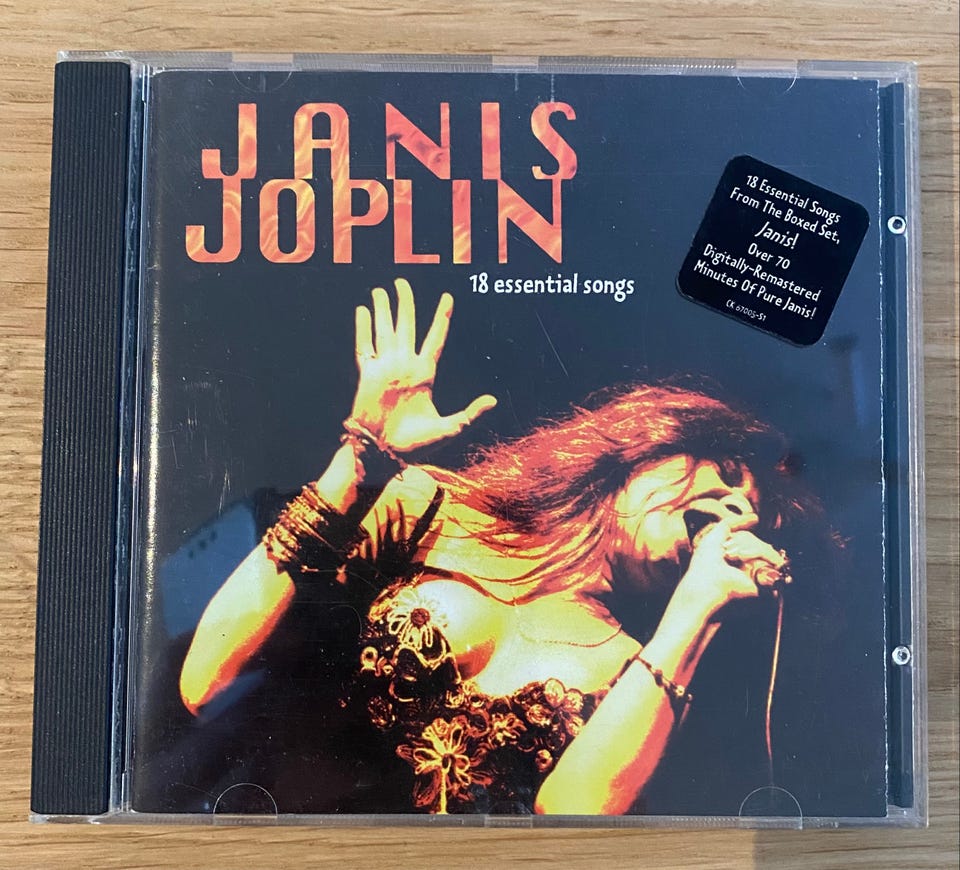 JANIS
JOPLIN
18 essential songs
18 Essential Songs
From The Boxed Set,
Janis!
Over 70
Digitally-Remastered
Minutes Of Pure Janis!
CK 67005-S1